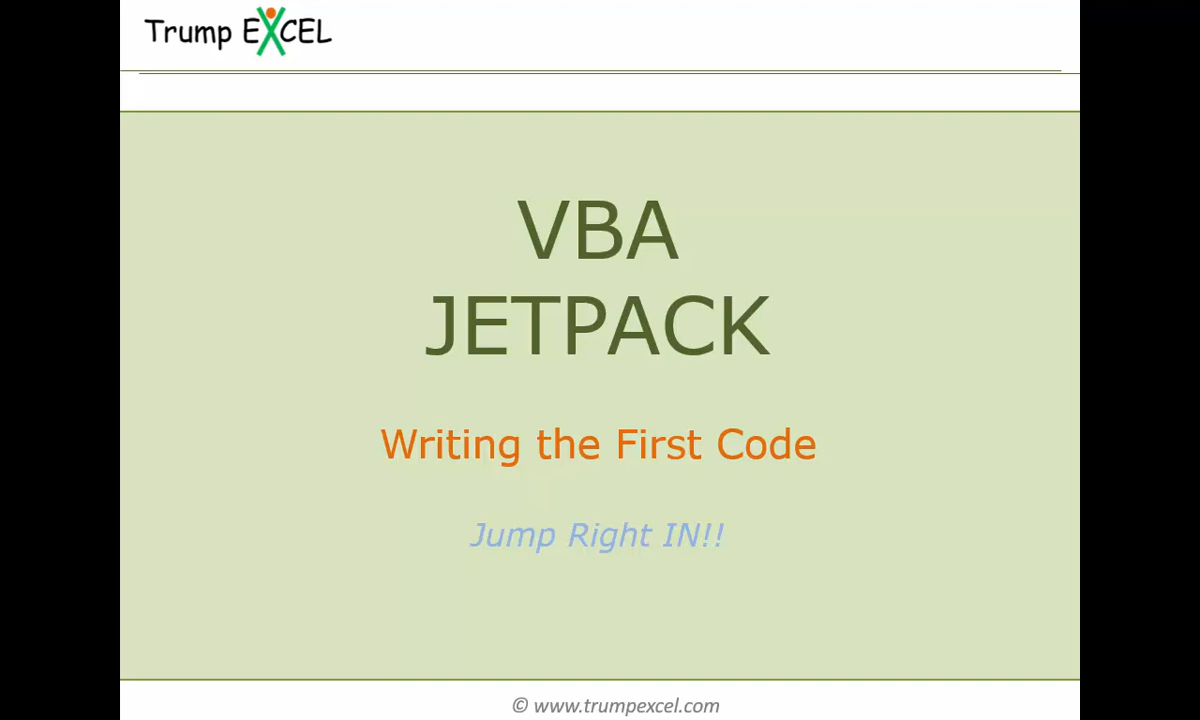 Trump EXCEL
VBA
JETPACK
Writing the First Code
Jump Right IN!!
© www.trumpexcel.com